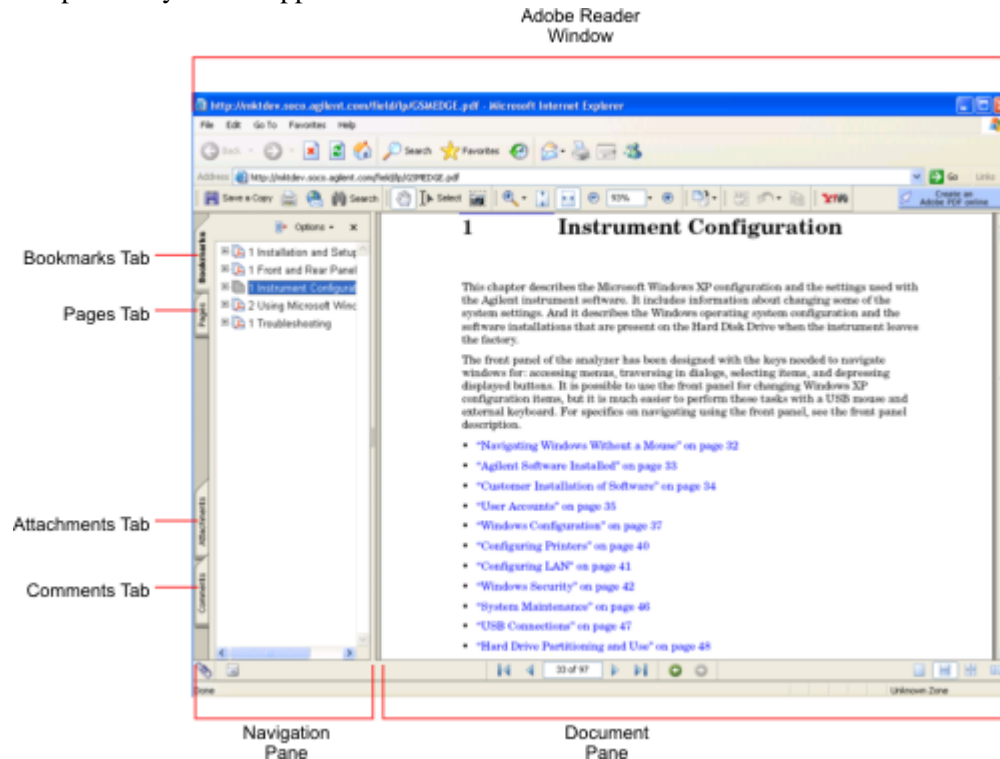 Adobe Reader
Window
http://mktdev.soco.agilent.com/field/lp/GSMEDGE.pdf - Microsoft Internet Explorer
File Edit Go To Favorites Help
Back Search Favorites
Address http://mktdev.soco.agilent.com/field/lp/GSMEDGE.pdf Go Links
Save a Copy Search Select 93% Create an
Adobe PDF online
Options
Bookmarks
Pages
Attachments
Comments
1 Installation and Setup
1 Front and Rear Panel
1 Instrument Configurat
2 Using Microsoft Winc
1 Troubleshooting
Bookmarks Tab
Pages Tab
Attachments Tab
Comments Tab
1 Instrument Configuration
This chapter describes the Microsoft Windows XP configuration and the settings used with
the Agilent instrument software. It includes information about changing some of the
system settings. And it describes the Windows operating system configuration and the
software installations that are present on the Hard Disk Drive when the instrument leaves
the factory.
The front panel of the analyzer has been designed with the keys needed to navigate
windows for: accessing menus, traversing in dialogs, selecting items, and depressing
displayed buttons. It is possible to use the front panel for changing Windows XP
configuration items, but it is much easier to perform these tasks with a USB mouse and
external keyboard. For specifics on navigating using the front panel, see the front panel
description.
• “Navigating Windows Without a Mouse” on page 32
• “Agilent Software Installed” on page 33
• “Customer Installation of Software” on page 34
• “User Accounts” on page 35
• “Windows Configuration” on page 37
• “Configuring Printers” on page 40
• “Configuring LAN” on page 41
• “Windows Security” on page 42
• “System Maintenance” on page 46
• “USB Connections” on page 47
• “Hard Drive Partitioning and Use” on page 48
33 of 97
Done Unknown Zone
Navigation
Pane
Document
Pane